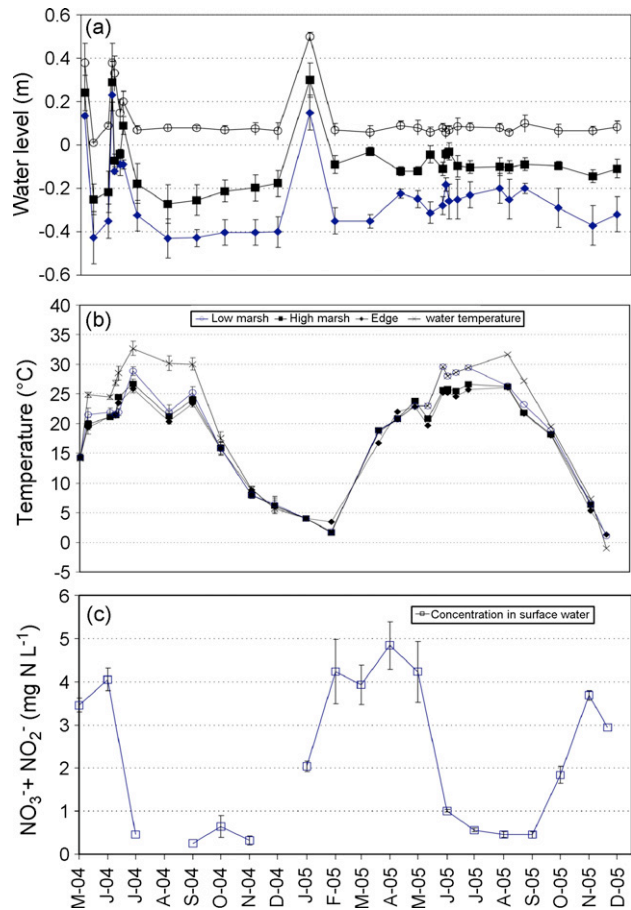 (a)
0.6
0.4
0.2
0
-0.2
-0.4
-0.6
Water level (m)
(b)
Low marsh High marsh Edge water temperature
40
35
30
25
20
15
10
5
0
-5
Temperature (°C)
(c)
Concentration in surface water
6
5
4
3
2
1
0
NO₃⁻+ NO₂⁻ (mg N L⁻¹)
M-04 J-04 J-04 A-04 S-04 O-04 N-04 D-04 J-05 F-05 M-05 A-05 M-05 J-05 J-05 A-05 S-05 O-05 N-05 D-05